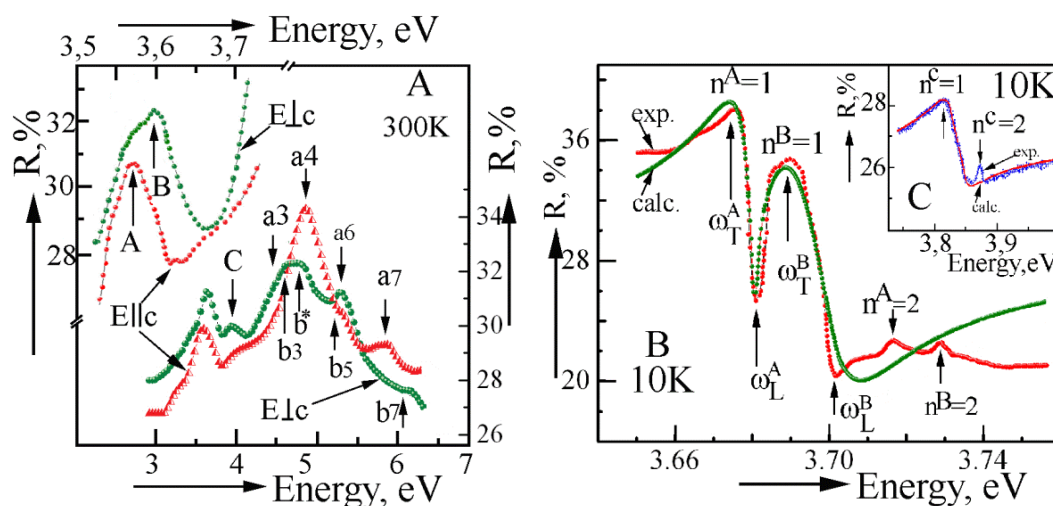 Energy, eV
3,5 3,6 3,7
A
300K
R,%
32
30
28
E⊥c
B
A
E||c
C
a3
a4
a6
a7
b3
b*
b5
b7
E⊥c
R,%
34
32
30
28
26
3 4 5 6 7
Energy, eV
R, %
36
28
20
n^A=1
n^B=1
exp.
calc.
ω_T^A
ω_T^B
ω_L^A
ω_L^B
n^A=2
n^B=2
B
10K
3.66 3.70 3.74
Energy, eV
10K
R,%
28
26
n^c=1
n^c=2
exp.
calc.
C
3,8 3,9
Energy,eV